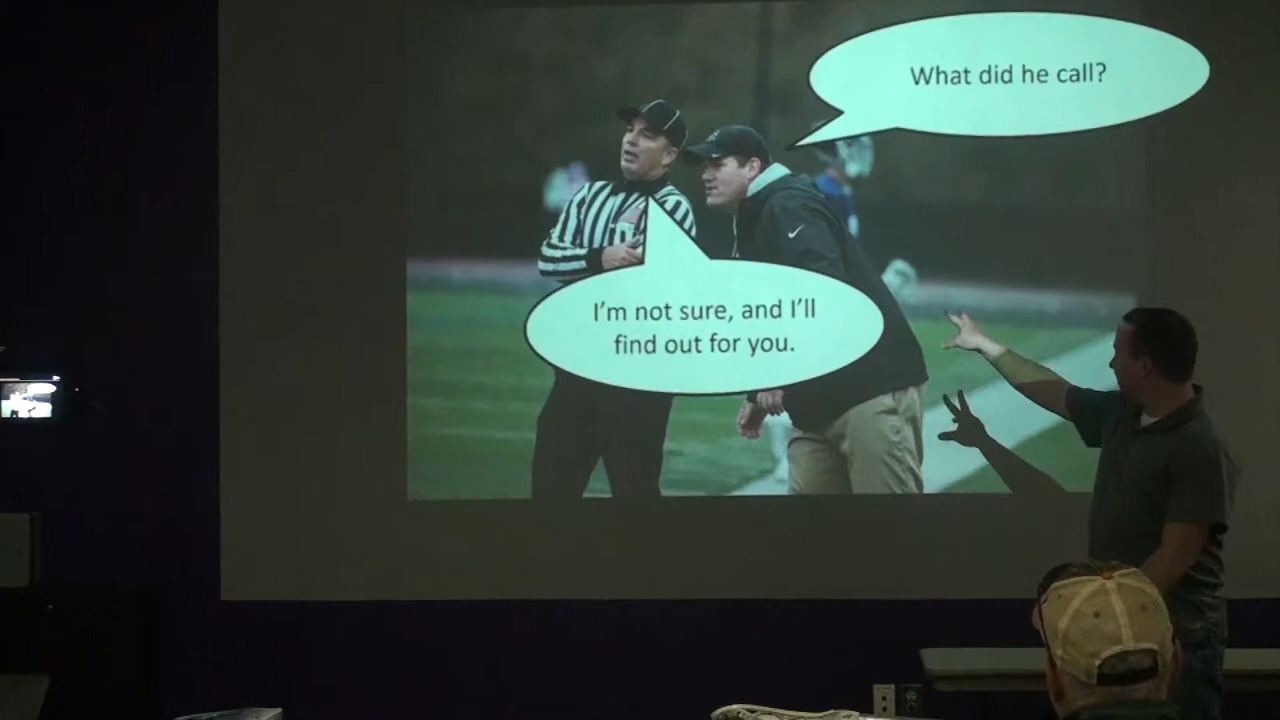 What did he call?
I'm not sure, and I'll
find out for you.